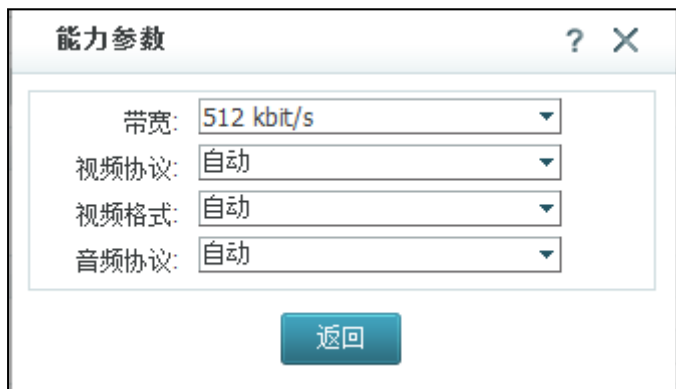 能力参数 ? ×
带宽: 512 kbit/s
视频协议: 自动
视频格式: 自动
音频协议: 自动
返回